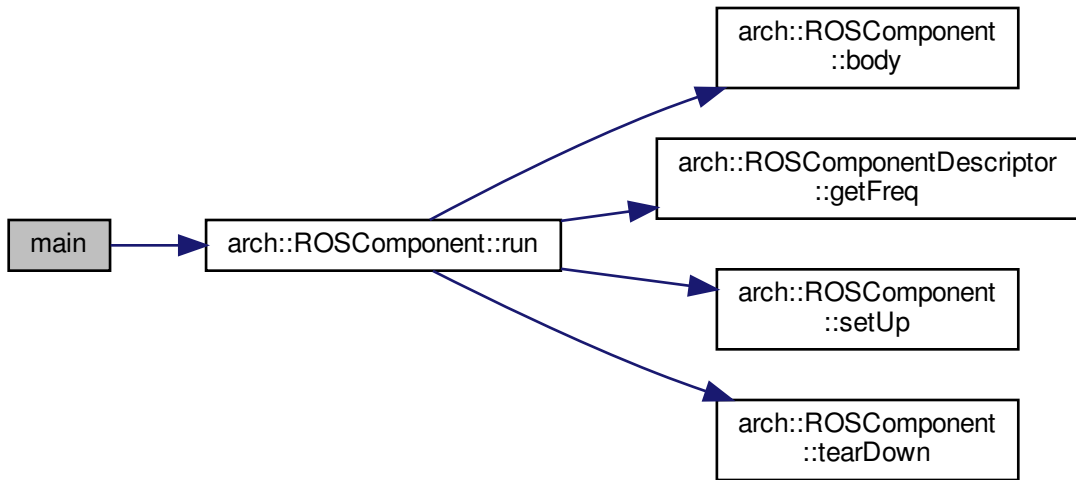 main
arch::ROSComponent::run
arch::ROSComponent
::body
arch::ROSComponentDescriptor
::getFreq
arch::ROSComponent
::setUp
arch::ROSComponent
::tearDown